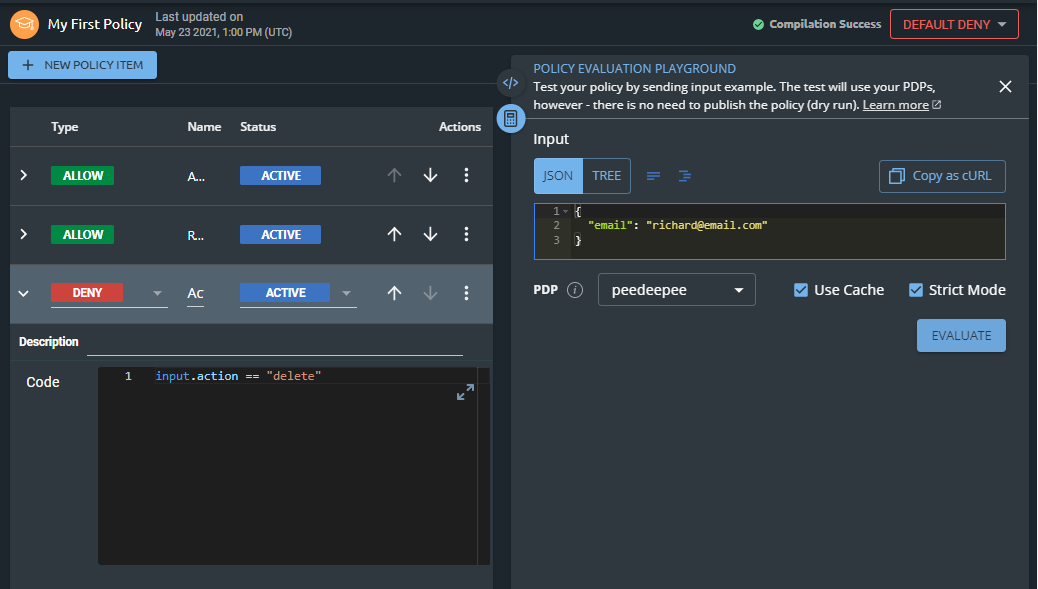 My First Policy
Last updated on
May 23 2021, 1:00 PM (UTC)
Compilation Success
DEFAULT DENY
NEW POLICY ITEM
Type Name Status Actions
ALLOW A... ACTIVE
ALLOW R... ACTIVE
DENY Ac ACTIVE
Description
Code
1 input.action == "delete"
</>
POLICY EVALUATION PLAYGROUND
Test your policy by sending input example. The test will use your PDPs,
however - there is no need to publish the policy (dry run). Learn more
Input
JSON TREE Copy as cURL
1 {
2 "email": "richard@email.com"
3 }
PDP i peedeepee Use Cache Strict Mode
EVALUATE